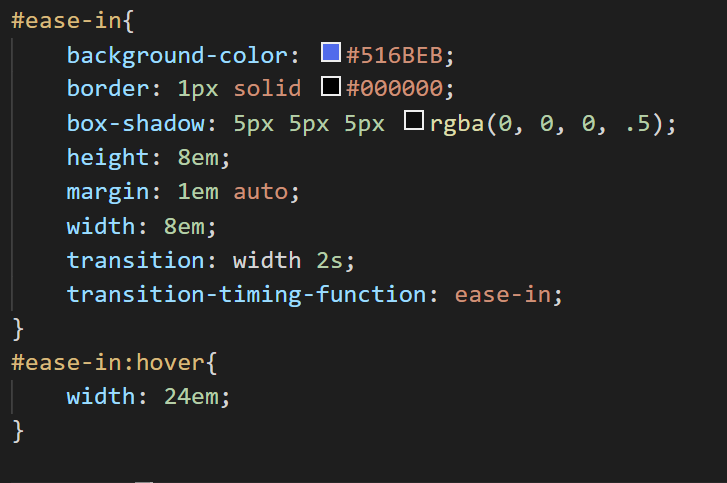 #ease-in{
background-color: #516BEB;
border: 1px solid #000000;
box-shadow: 5px 5px 5px rgba(0, 0, 0, .5);
height: 8em;
margin: 1em auto;
width: 8em;
transition: width 2s;
transition-timing-function: ease-in;
}
#ease-in:hover{
width: 24em;
}